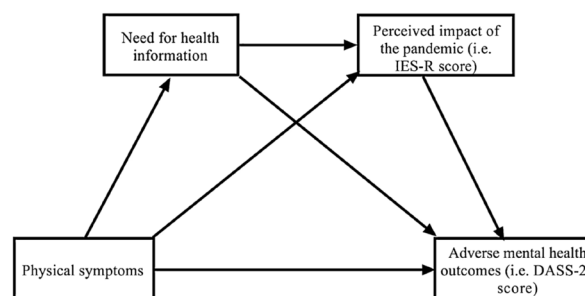 Need for health
information
Perceived impact of
the pandemic (i.e.
IES-R score)
Physical symptoms
Adverse mental health
outcomes (i.e. DASS-2
score)